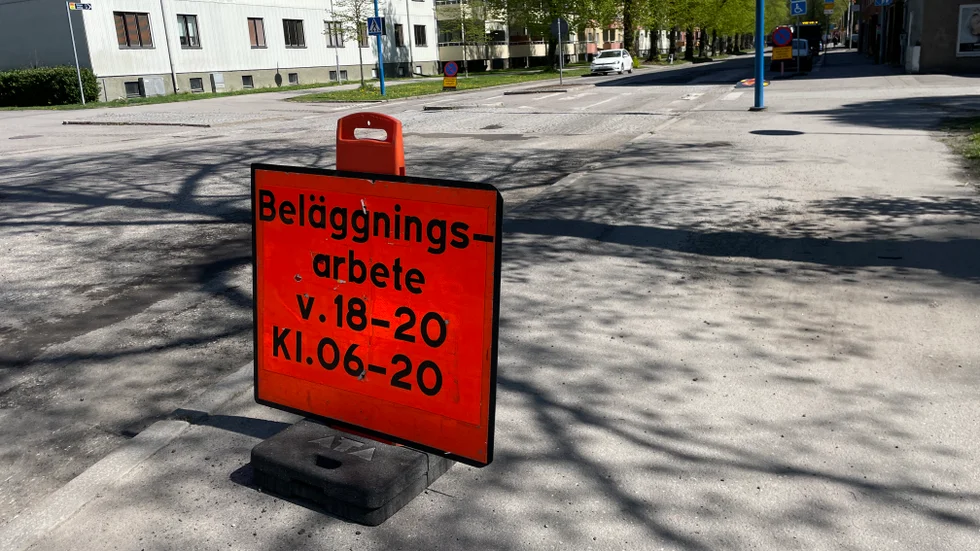 Beläggnings-
arbete
v.18-20
Kl.06-20